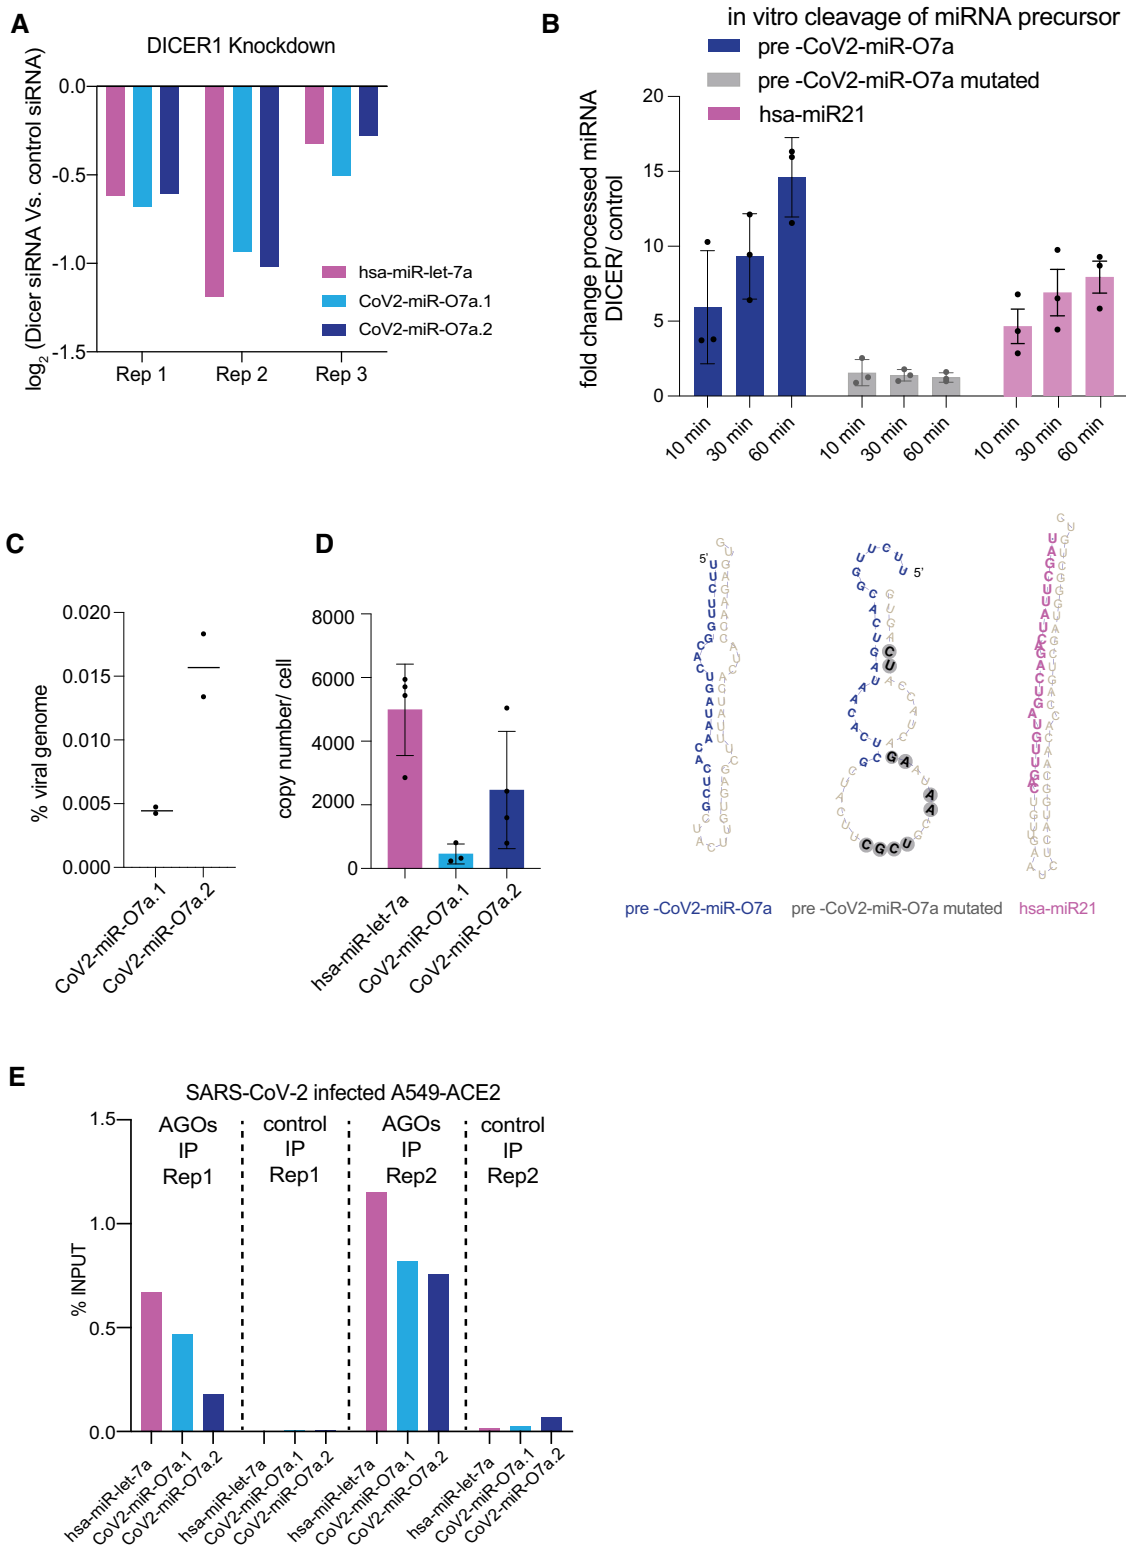 A
DICER1 Knockdown
log2 (Dicer siRNA Vs. control siRNA)
0.0
-0.5
-1.0
-1.5
hsa-miR-let-7a
CoV2-miR-O7a.1
CoV2-miR-O7a.2
Rep 1
Rep 2
Rep 3
B
in vitro cleavage of miRNA precursor
pre -CoV2-miR-O7a
pre -CoV2-miR-O7a mutated
hsa-miR21
fold change processed miRNA
DICER/ control
20
15
10
5
0
10 min
30 min
60 min
10 min
30 min
60 min
10 min
30 min
60 min
5'
5'
pre -CoV2-miR-O7a
pre -CoV2-miR-O7a mutated
hsa-miR21
C
% viral genome
0.020
0.015
0.010
0.005
0.000
CoV2-miR-O7a.1
CoV2-miR-O7a.2
D
copy number/ cell
8000
6000
4000
2000
0
hsa-miR-let-7a
CoV2-miR-O7a.1
CoV2-miR-O7a.2
E
SARS-CoV-2 infected A549-ACE2
% INPUT
1.5
1.0
0.5
0.0
AGOs
IP
Rep1
control
IP
Rep1
AGOs
IP
Rep2
control
IP
Rep2
hsa-miR-let-7a
CoV2-miR-O7a.1
CoV2-miR-O7a.2
hsa-miR-let-7a
CoV2-miR-O7a.1
CoV2-miR-O7a.2
hsa-miR-let-7a
CoV2-miR-O7a.1
CoV2-miR-O7a.2
hsa-miR-let-7a
CoV2-miR-O7a.1
CoV2-miR-O7a.2